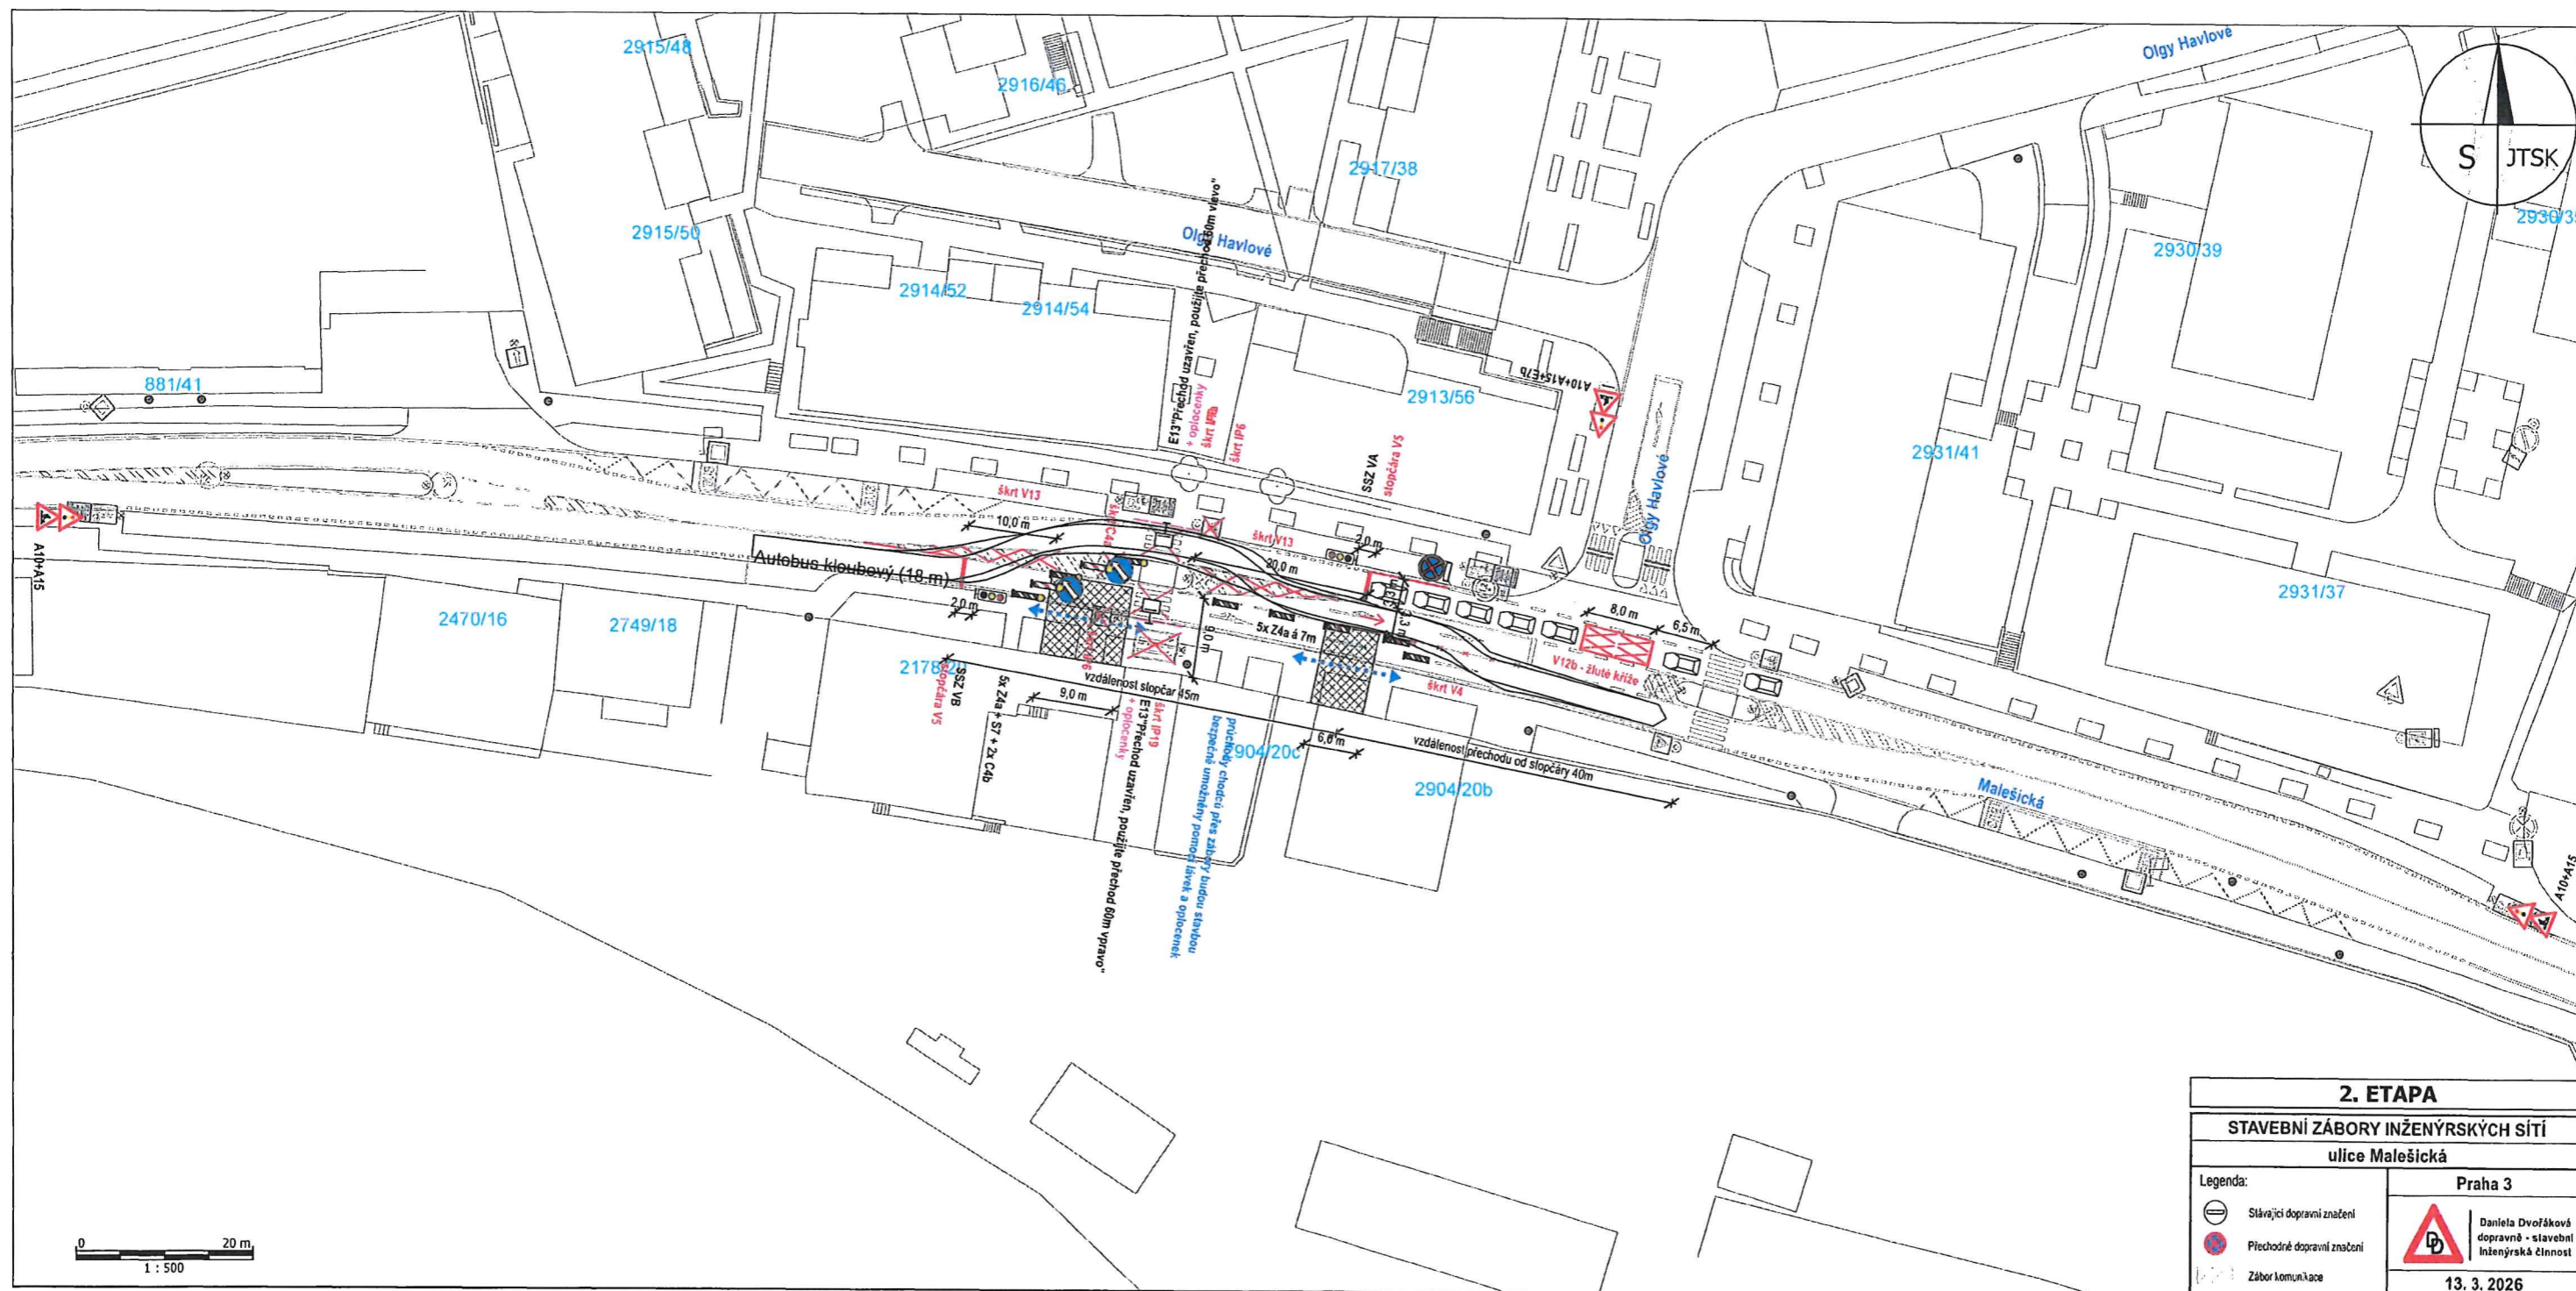 2915/48
2916/46
Olgy Havlové
S JTSK
2917/38
2915/50
Olgy Havlové
2930/39
2914/52
2914/54
E13"Přechod uzavřen, použijte přechod 60m vlevo"
+ oplocenky
škrt IP6
881/41
2913/56
A10+A15+E7b
2931/41
Olgy Havlové
SSZ VA
stopčára V5
škrt V13
škrt C4a
škrt V13
10,0 m
2,0 m
20,0 m
A10+A15
Autobus kloubový (18 m)
2470/16
2749/18
2,0 m
9,0 m
5x Z4a á 7m
8,0 m
6,5 m
V12b - žluté kříže
2931/37
škrt V4
vzdálenost stopčar 45m
SSZ VB
stopčára V5
5x Z4a + S7 + 2x C4b
9,0 m
škrt IP19
E13"Přechod uzavřen, použijte přechod 60m vpravo"
+ oplocenky
průchody chodců přes zábory budou stavbou
bezpečně umožněny pomocí lávek a oplocenek
2904/20c
6,0 m
vzdálenost přechodu od stopčáry 40m
2904/20b
Malešická
A10+A15
2. ETAPA
STAVEBNÍ ZÁBORY INŽENÝRSKÝCH SÍTÍ
ulice Malešická
Legenda:
Stávající dopravní značení
Přechodné dopravní značení
Zábor komunikace
Praha 3
DD
Daniela Dvořáková
dopravně - stavební
inženýrská činnost
13. 3. 2026
0 20 m
1 : 500